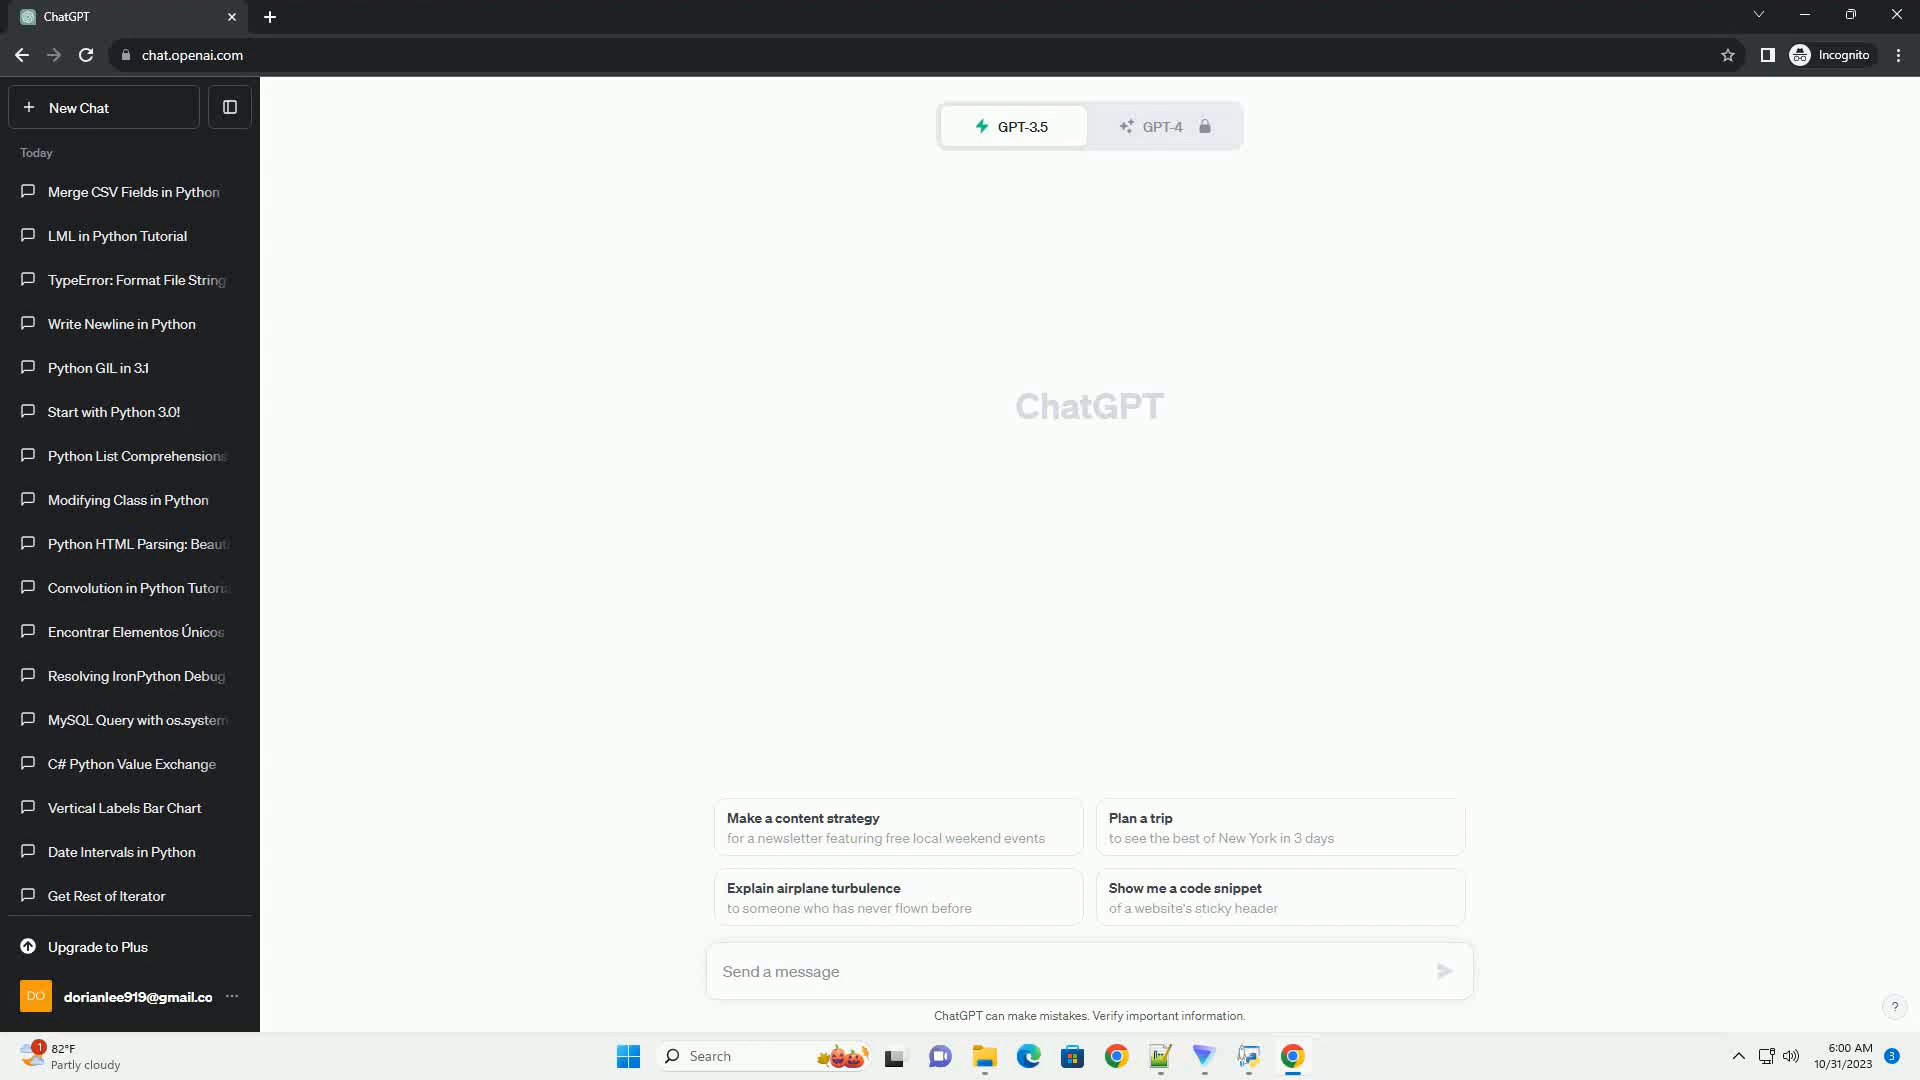 ChatGPT
chat.openai.com
Incognito
New Chat
Today
Merge CSV Fields in Python
LML in Python Tutorial
TypeError: Format File String
Write Newline in Python
Python GIL in 3.1
Start with Python 3.0!
Python List Comprehensions
Modifying Class in Python
Python HTML Parsing: Beaut
Convolution in Python Tutoria
Encontrar Elementos Únicos
Resolving IronPython Debug
MySQL Query with os.system
C# Python Value Exchange
Vertical Labels Bar Chart
Date Intervals in Python
Get Rest of Iterator
Upgrade to Plus
DO dorianlee919@gmail.co
GPT-3.5
GPT-4
ChatGPT
Make a content strategy
for a newsletter featuring free local weekend events
Plan a trip
to see the best of New York in 3 days
Explain airplane turbulence
to someone who has never flown before
Show me a code snippet
of a website's sticky header
Send a message
ChatGPT can make mistakes. Verify important information.
?
1
82°F
Partly cloudy
Search
6:00 AM
10/31/2023
3